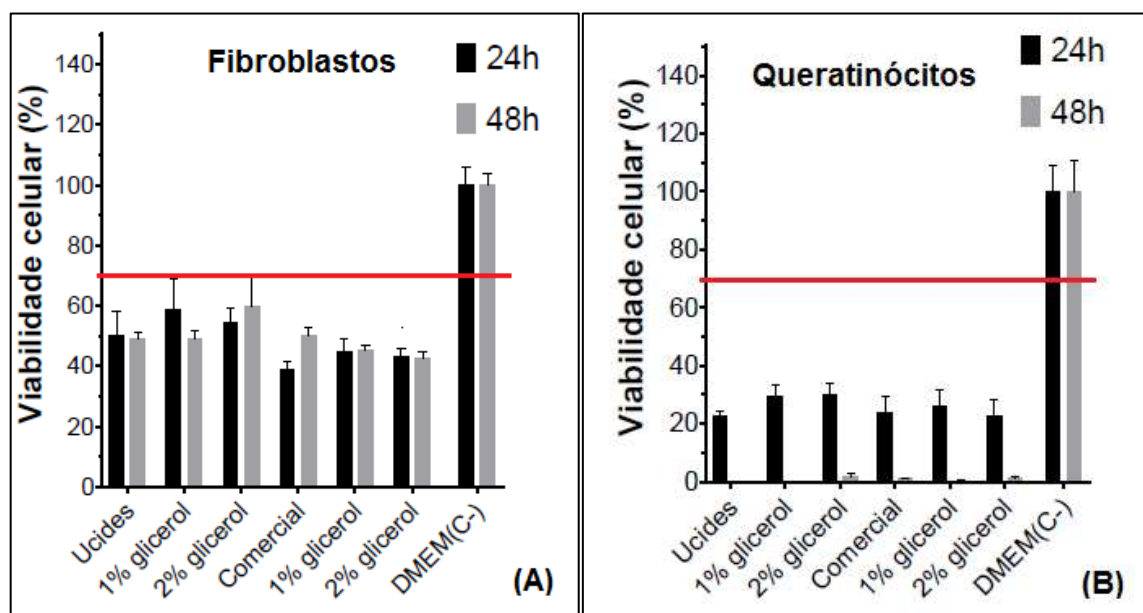 Fibroblastos
24h
48h
Viabilidade celular (%)
140
120
100
80
60
40
20
0
Ucides
1% glicerol
2% glicerol
Comercial
1% glicerol
2% glicerol
DMEM(C-)
(A)
Queratinócitos
24h
48h
Viabilidade celular (%)
140
120
100
80
60
40
20
0
Ucides
1% glicerol
2% glicerol
Comercial
1% glicerol
2% glicerol
DMEM(C-)
(B)